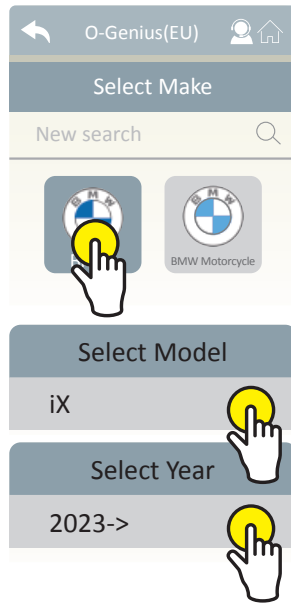 O-Genius(EU)
Select Make
New search
BMW
BMW
BMW Motorcycle
Select Model
iX
Select Year
2023->